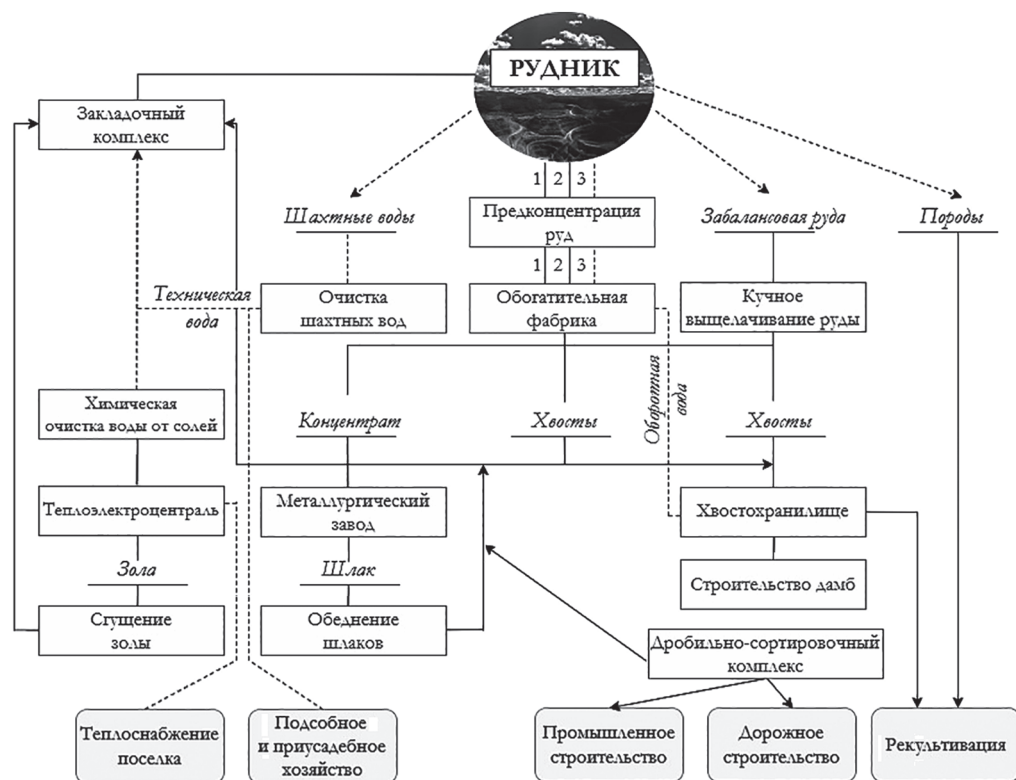 РУДНИК
Закладочный
комплекс
1 2 3
Шахтные воды
Предконцентрация
руд
Забалансовая руда
Породы
1 2 3
Техническая
вода
Очистка
шахтных вод
Обогатительная
фабрика
Кучное
выщелачивание руды
Оборотная
вода
Химическая
очистка воды от солей
Концентрат
Хвосты
Хвосты
Теплоэлектроцентраль
Металлургический
завод
Хвостохранилище
Зола
Шлак
Строительство дамб
Сгущение
золы
Обеднение
шлаков
Дробильно-сортировочный
комплекс
Теплоснабжение
поселка
Подсобное
и приусадебное
хозяйство
Промышленное
строительство
Дорожное
строительство
Рекультивация